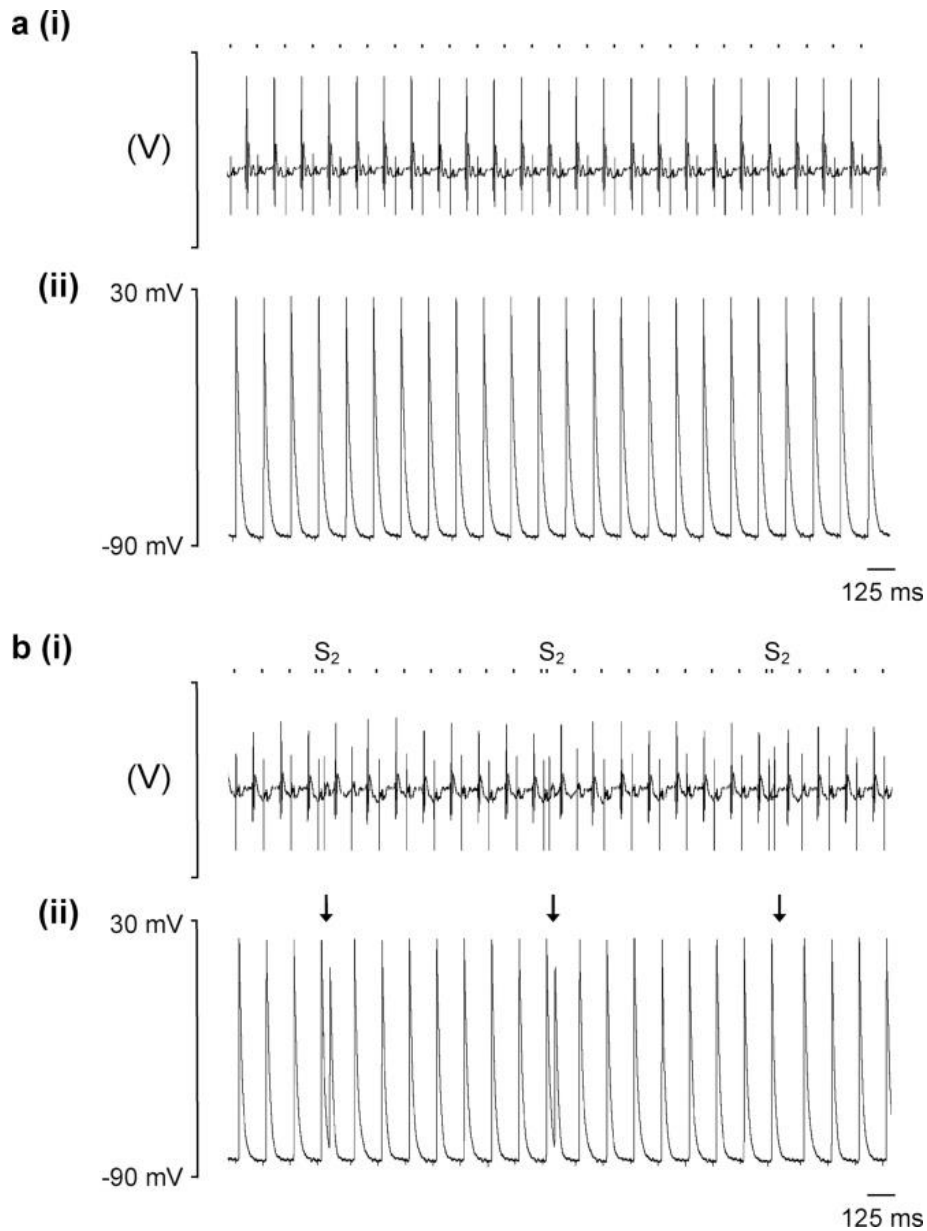 a (i)
(V)
(ii)
30 mV
-90 mV
125 ms
b (i)
S₂ S₂ S₂
(V)
(ii)
30 mV
-90 mV
125 ms